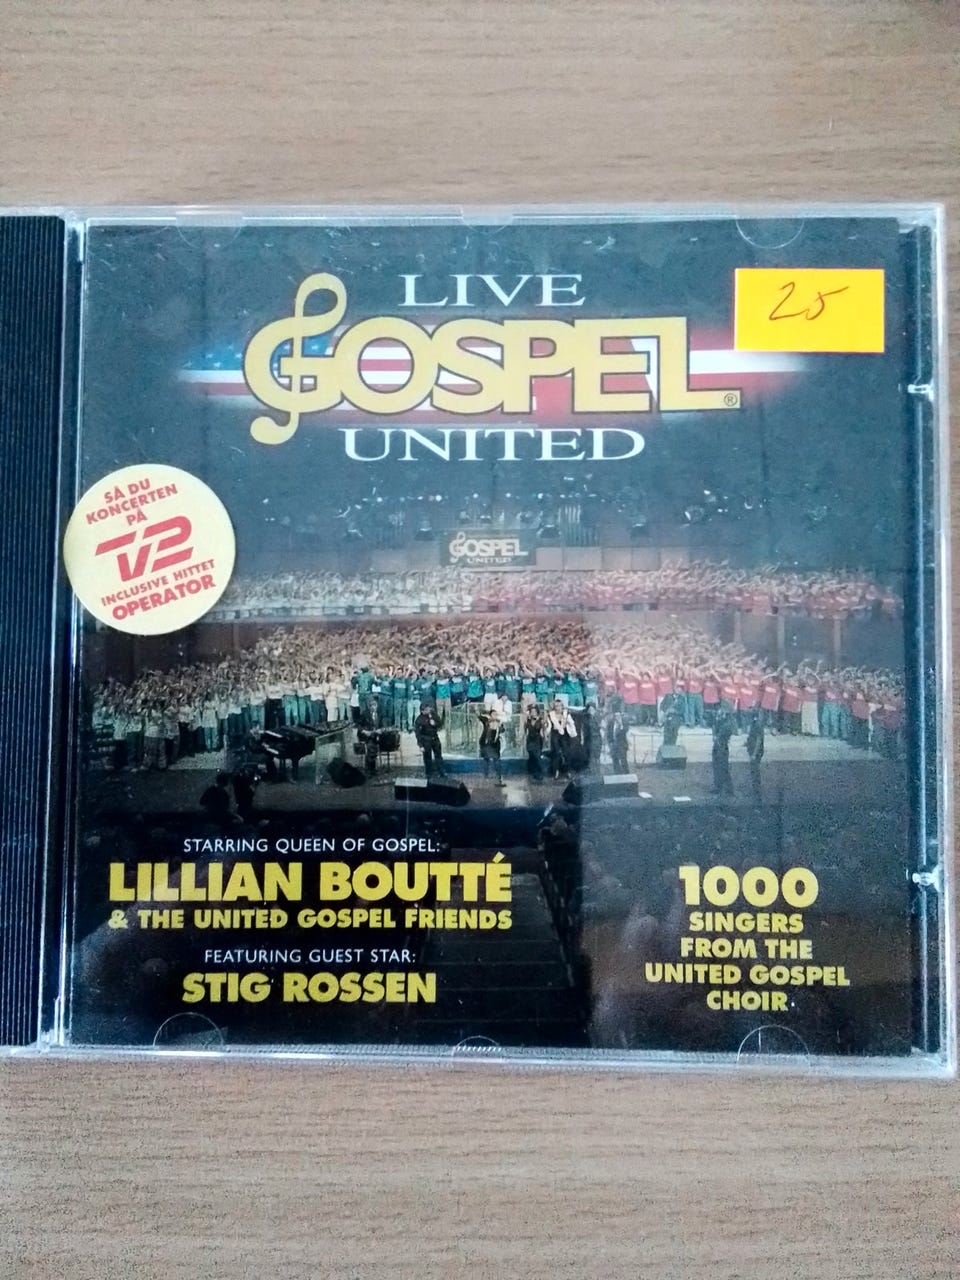 LIVE
GOSPEL®
UNITED
25
SÅ DU
KONCERTEN
PÅ
TV2
INCLUSIVE HITTET
OPERATOR
GOSPEL
UNITED
STARRING QUEEN OF GOSPEL:
LILLIAN BOUTTÉ
& THE UNITED GOSPEL FRIENDS
FEATURING GUEST STAR:
STIG ROSSEN
1000
SINGERS
FROM THE
UNITED GOSPEL
CHOIR